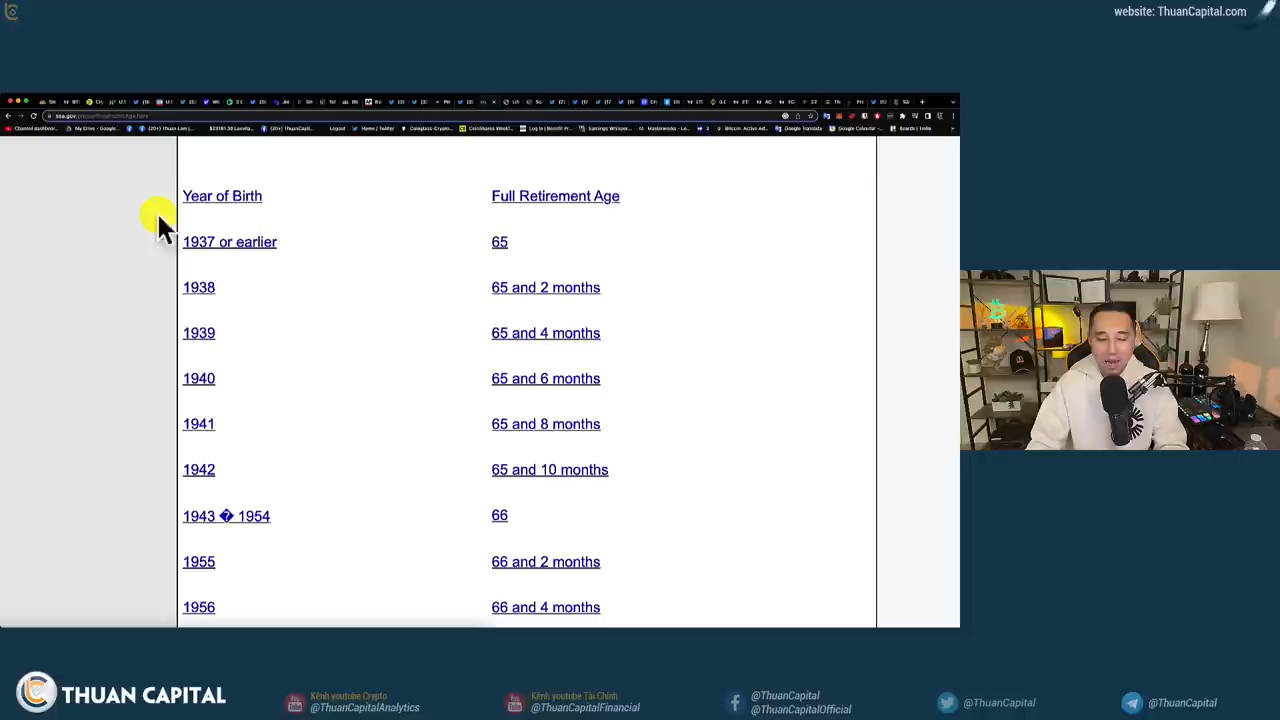 website: ThuanCapital.com
ssa.gov
Year of Birth
Full Retirement Age
1937 or earlier
65
1938
65 and 2 months
1939
65 and 4 months
1940
65 and 6 months
1941
65 and 8 months
1942
65 and 10 months
1943 � 1954
66
1955
66 and 2 months
1956
66 and 4 months
THUAN CAPITAL
Kênh youtube Crypto
@ThuanCapitalAnalytics
Kênh youtube Tài Chính
@ThuanCapitalFinancial
@ThuanCapital
@ThuanCapitalOfficial
@ThuanCapital
@ThuanCapital